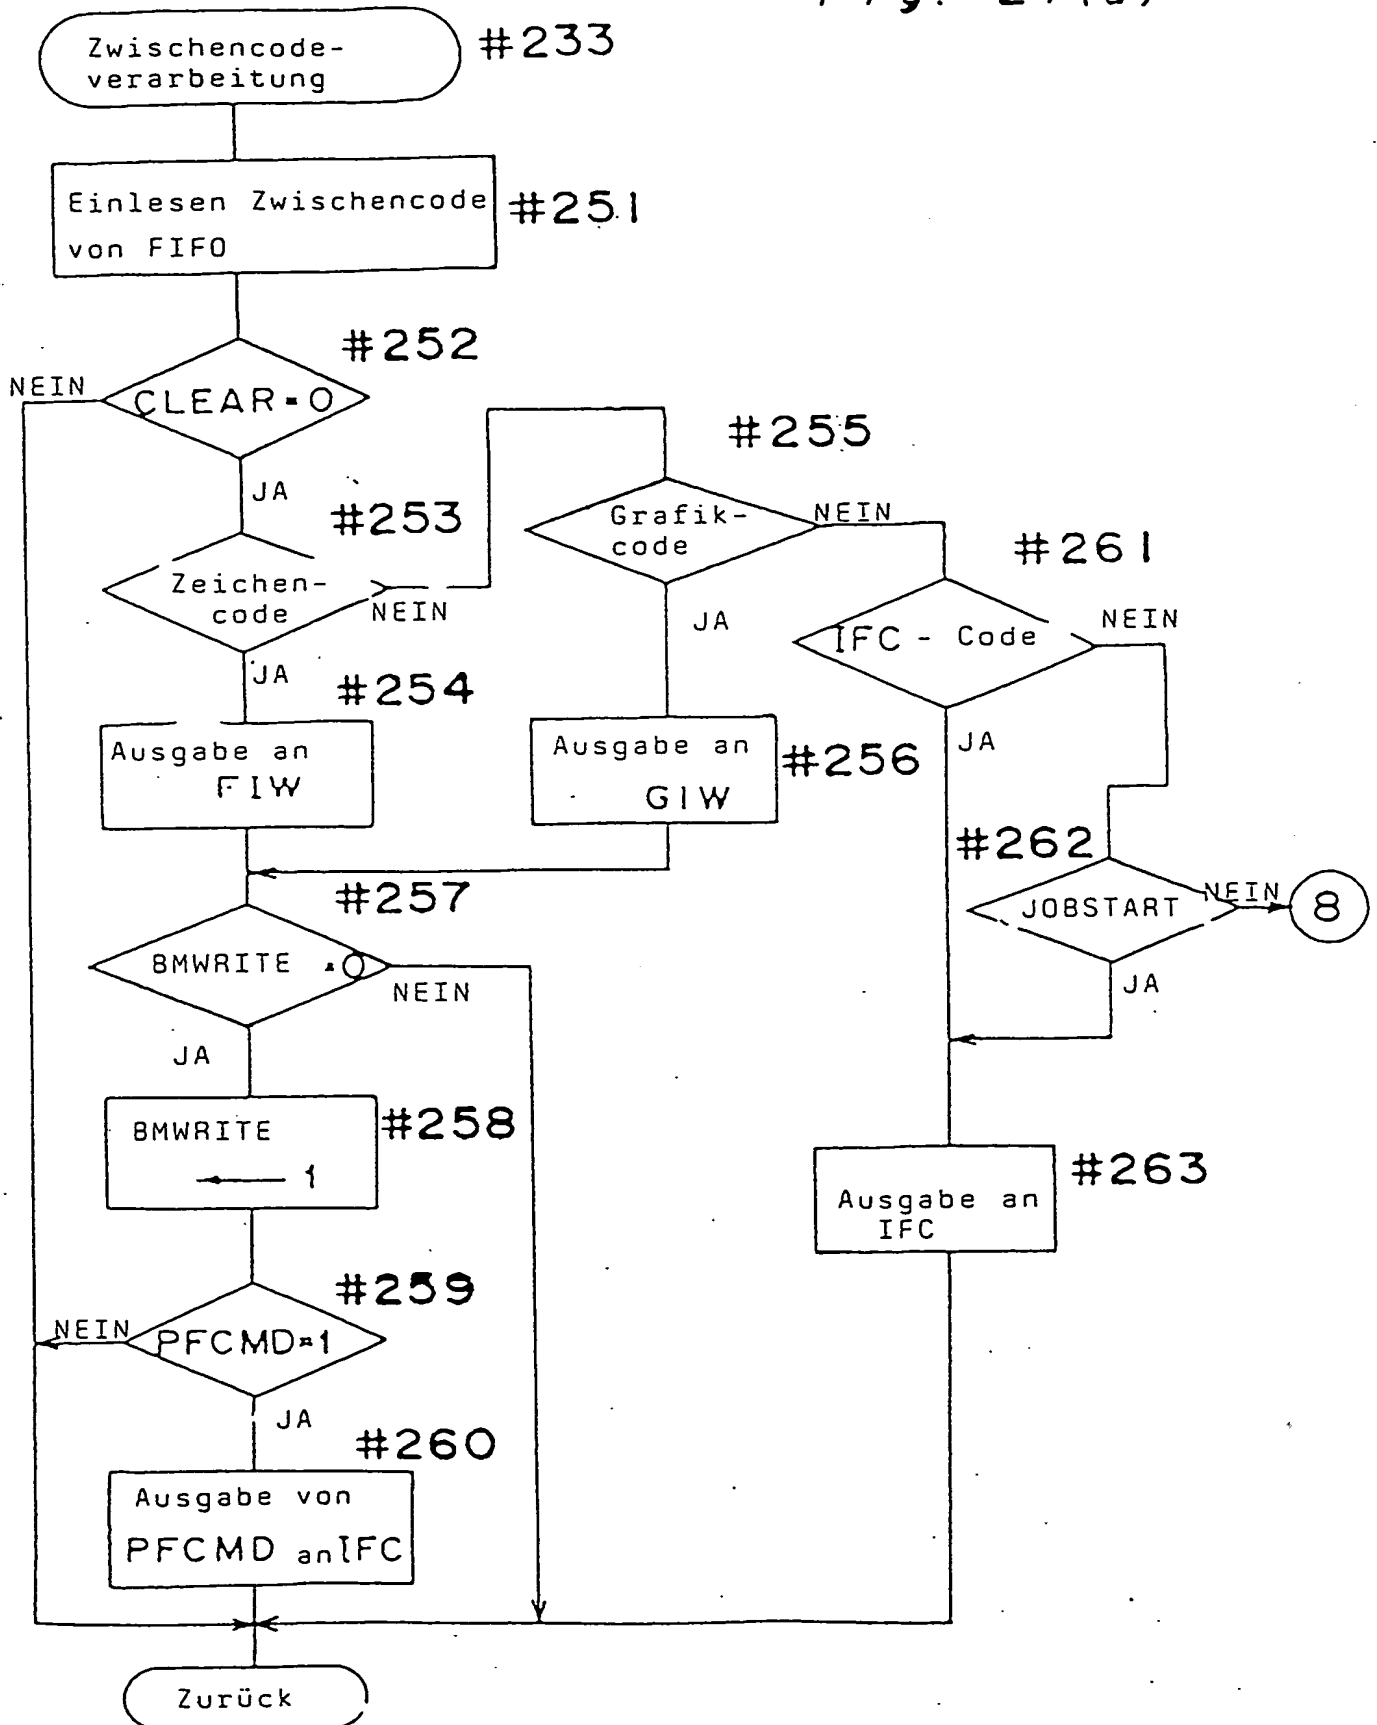 Zwischencode-
verarbeitung
#233
Einlesen Zwischencode
von FIFO
#251
#252
NEIN
CLEAR=0
JA
#253
Zeichen-
code
NEIN
JA
#254
Ausgabe an
FIW
#255
Grafik-
code
NEIN
JA
Ausgabe an
GIW
#256
#261
IFC - Code
NEIN
JA
#262
JOBSTART
NEIN
8
JA
#257
BMWRITE =0
NEIN
JA
#258
BMWRITE
← 1
#259
NEIN
PFCMD=1
JA
#260
Ausgabe von
PFCMD an IFC
#263
Ausgabe an
IFC
Zurück